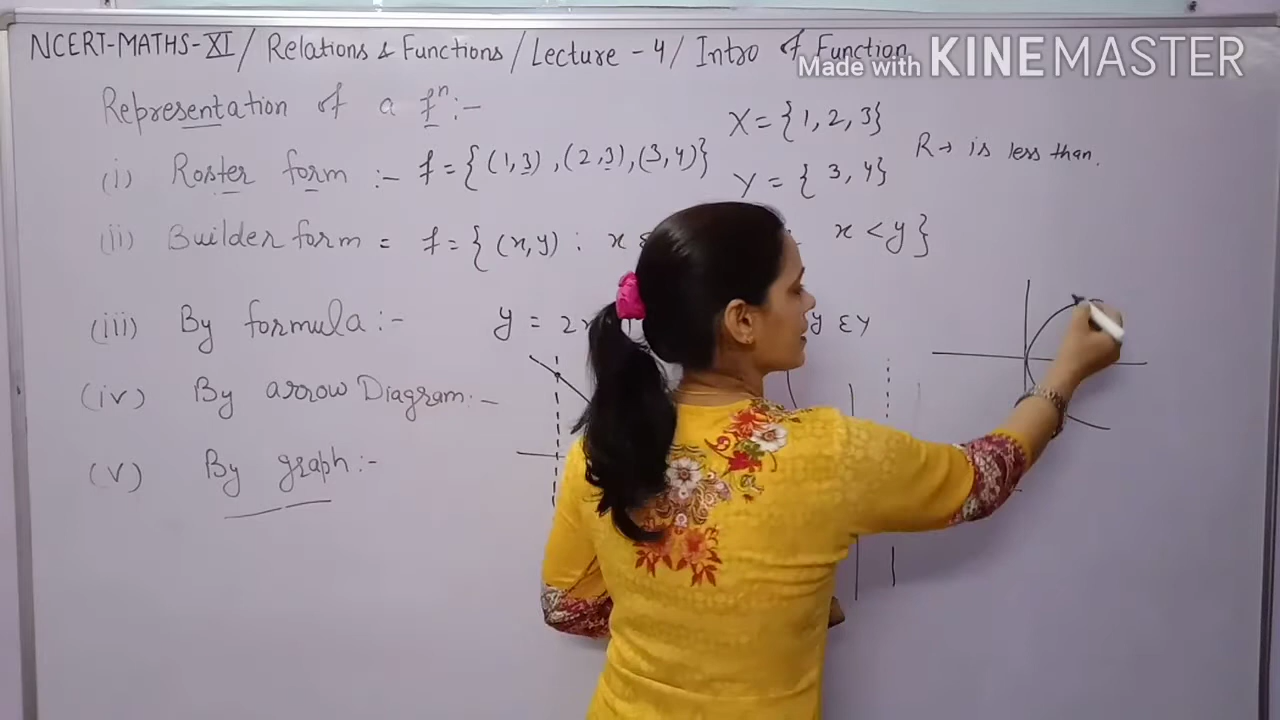 NCERT-MATHS-XI / Relations & Functions / Lecture - 4 / Intro of Function
Made with KINEMASTER
Representation of a fⁿ :-
X = {1, 2, 3}
R → is less than.
(i) Roster form :- f = {(1,3), (2,3), (3,4)}
Y = {3, 4}
(ii) Builder form = f = {(x,y) : x x < y}
(iii) By formula :- y = 2x y ε Y
(iv) By arrow Diagram :-
(v) By graph :-